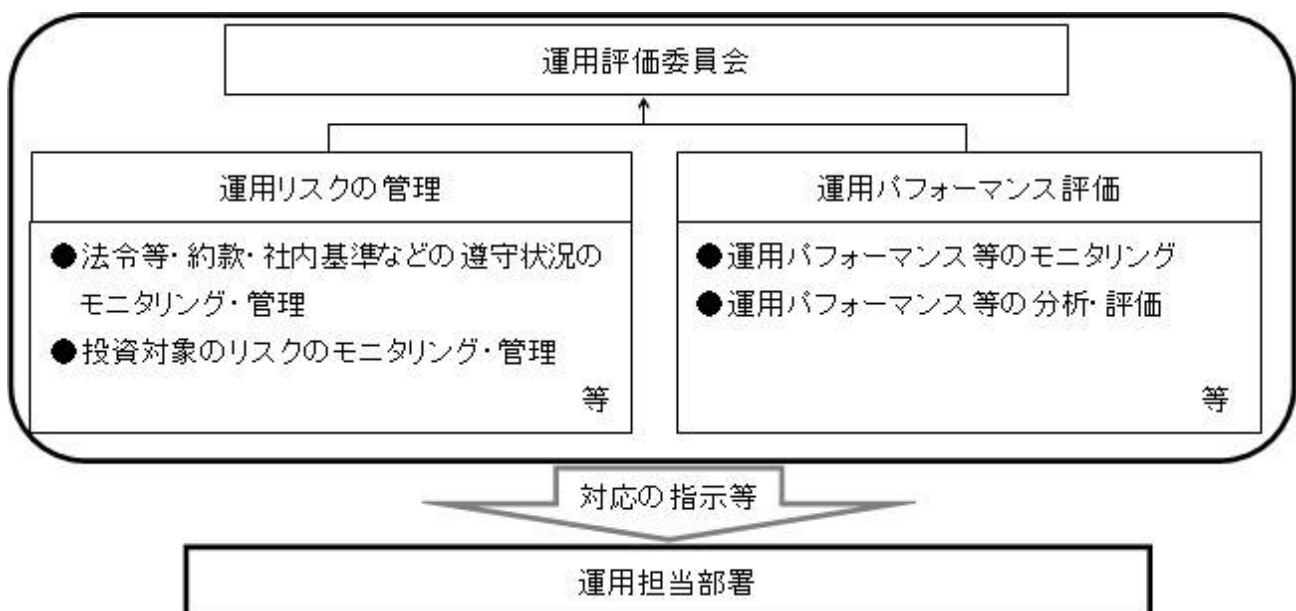 運用評価委員会
運用リスクの管理
●法令等・約款・社内基準などの遵守状況の
モニタリング・管理
●投資対象のリスクのモニタリング・管理
等
運用パフォーマンス評価
●運用パフォーマンス等のモニタリング
●運用パフォーマンス等の分析・評価
等
対応の指示等
運用担当部署